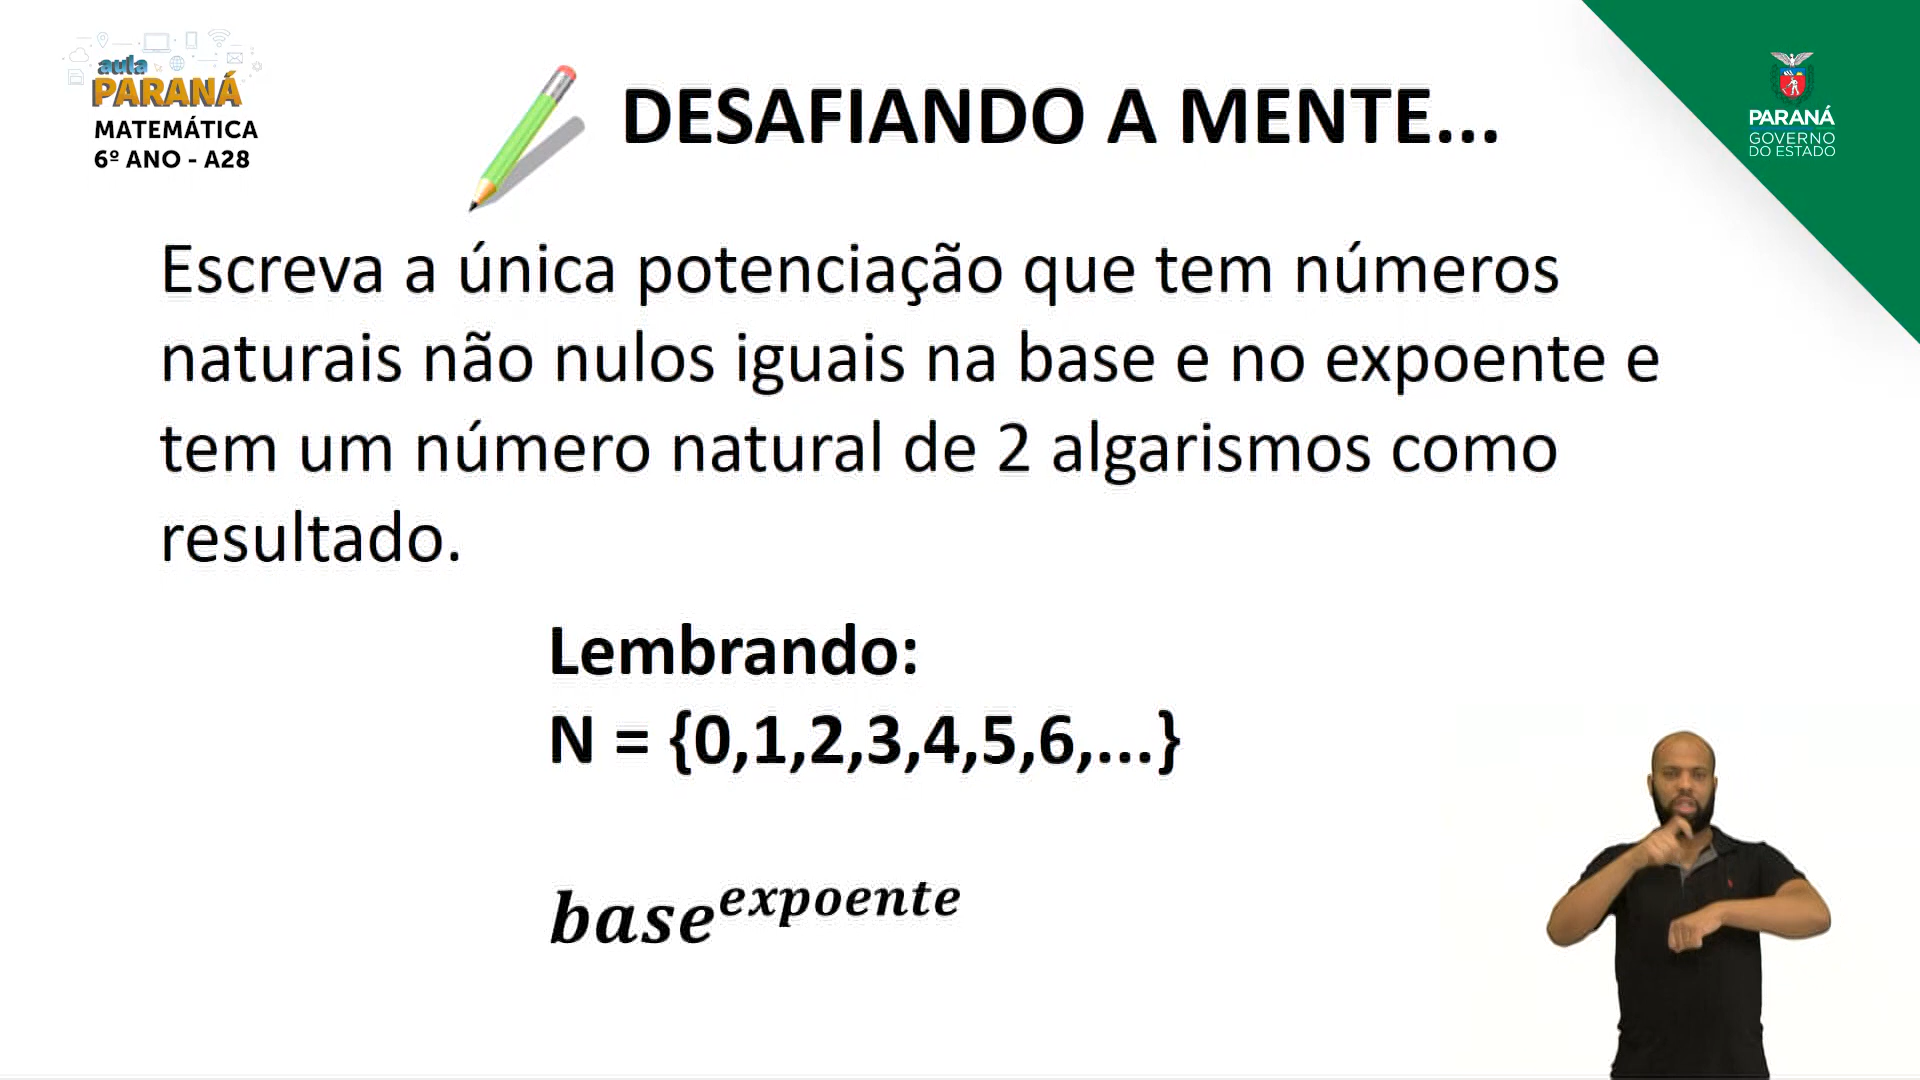 aula
PARANÁ
MATEMÁTICA
6º ANO - A28
DESAFIANDO A MENTE...
PARANÁ
GOVERNO
DO ESTADO
Escreva a única potenciação que tem números
naturais não nulos iguais na base e no expoente e
tem um número natural de 2 algarismos como
resultado.
Lembrando:
N = {0,1,2,3,4,5,6,...}
base^expoente